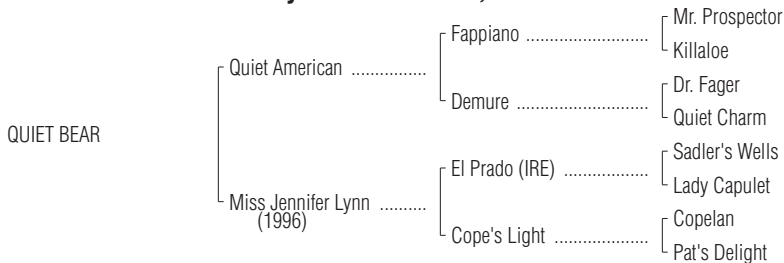 Mr. Prospector
Fappiano ................................
Killaloe
Quiet American ................
Dr. Fager
Demure ...................................
Quiet Charm
QUIET BEAR
Sadler's Wells
El Prado (IRE) ......................
Lady Capulet
Miss Jennifer Lynn ..........
(1996)
Copelan
Cope's Light .........................
Pat's Delight